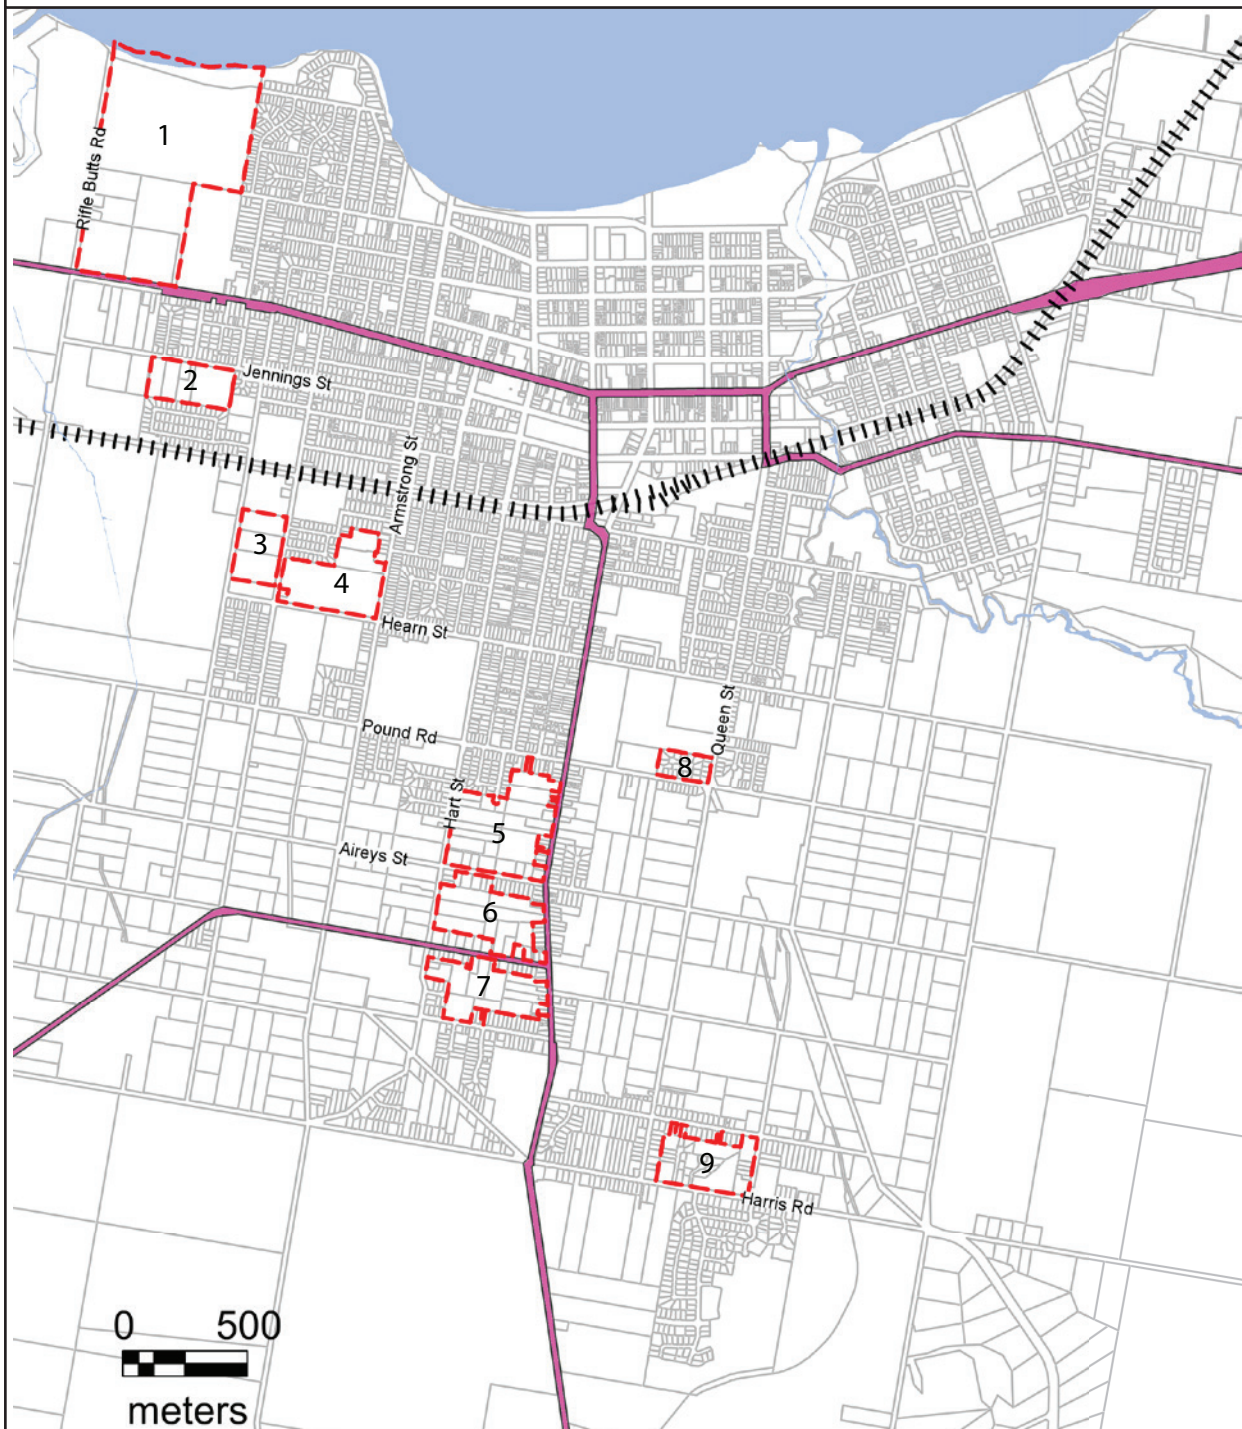 1
Rifle Butts Rd
2
Jennings St
Armstrong St
3
4
Hearn St
Queen St
Pound Rd
8
Hart St
5
Aireys St
6
7
9
Harris Rd
0 500
meters